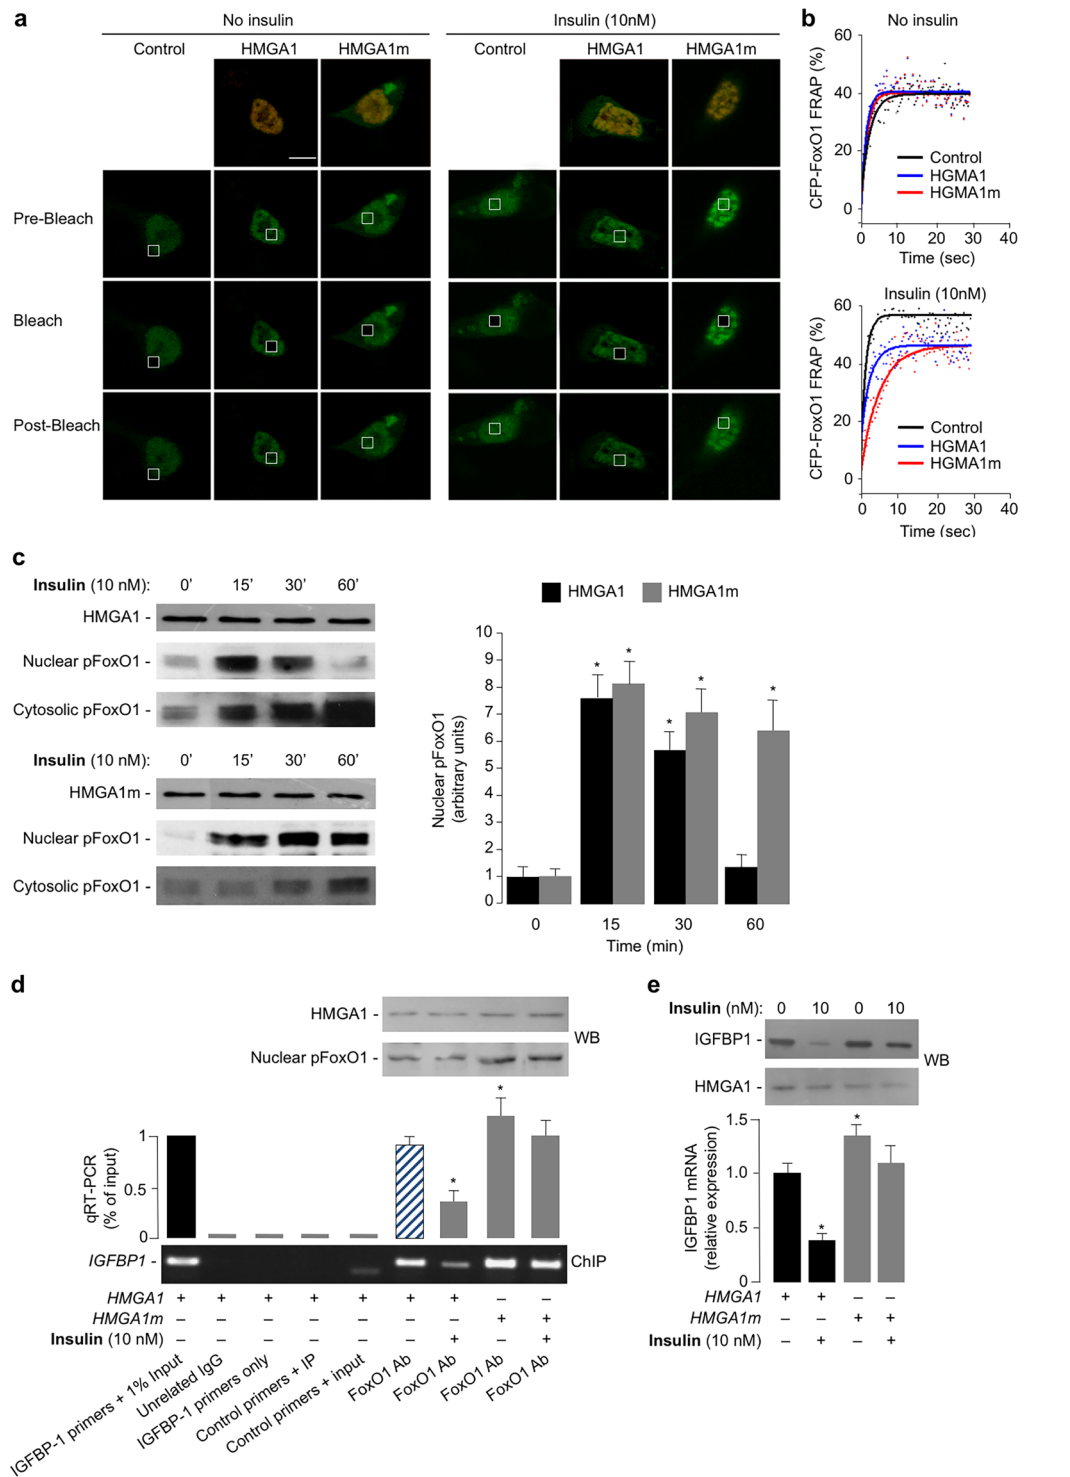 a
No insulin
Insulin (10nM)
Control
HMGA1
HMGA1m
Control
HMGA1
HMGA1m
Pre-Bleach
Bleach
Post-Bleach
b
No insulin
CFP-FoxO1 FRAP (%)
60
40
20
0
Control
HGMA1
HGMA1m
0 10 20 30 40
Time (sec)
Insulin (10nM)
CFP-FoxO1 FRAP (%)
60
40
20
0
Control
HGMA1
HGMA1m
0 10 20 30 40
Time (sec)
c
Insulin (10 nM): 0' 15' 30' 60'
HMGA1 -
Nuclear pFoxO1 -
Cytosolic pFoxO1 -
Insulin (10 nM): 0' 15' 30' 60'
HMGA1m -
Nuclear pFoxO1 -
Cytosolic pFoxO1 -
HMGA1 HMGA1m
Nuclear pFoxO1
(arbitrary units)
10
9
8
7
6
5
4
3
2
1
0
* * * * *
0 15 30 60
Time (min)
d
HMGA1 -
Nuclear pFoxO1 -
WB
qRT-PCR
(% of input)
1
0.5
0
* *
IGFBP1 -
ChIP
HMGA1 + + + + + + + – –
HMGA1m – – – – – – – + +
Insulin (10 nM) – – – – – – + – +
IGFBP-1 primers + 1% Input
Unrelated IgG
IGFBP-1 primers only
Control primers + IP
Control primers + input
FoxO1 Ab
FoxO1 Ab
FoxO1 Ab
FoxO1 Ab
e
Insulin (nM): 0 10 0 10
IGFBP1 -
HMGA1 -
WB
IGFBP1 mRNA
(relative expression)
1.5
1.0
0.5
0
* *
HMGA1 + + – –
HMGA1m – – + +
Insulin (10 nM) – + – +